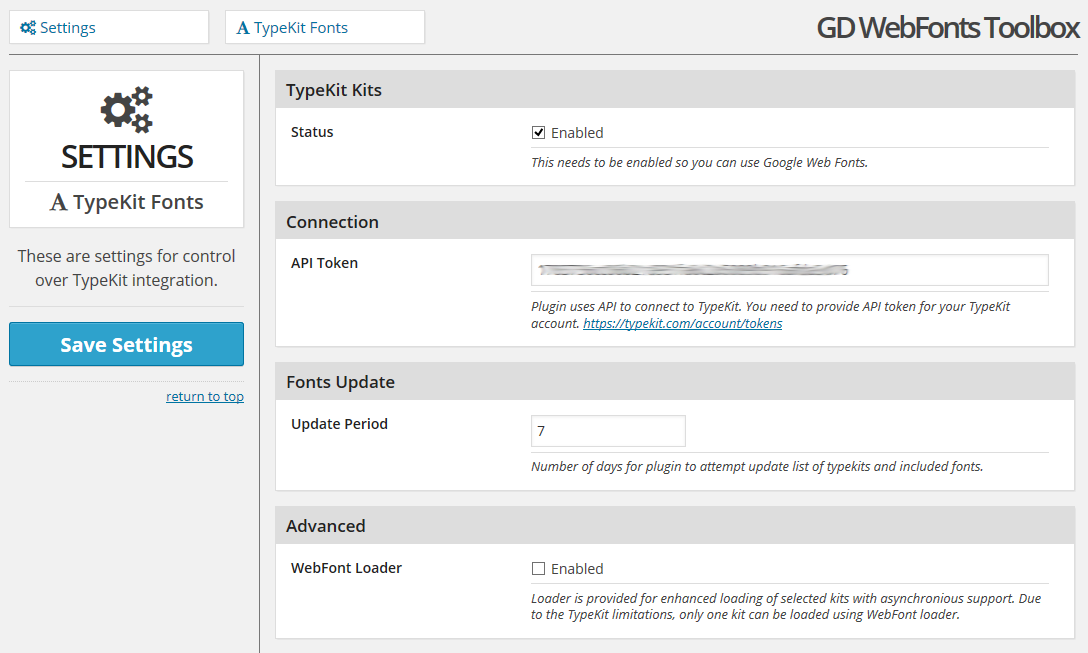 Settings
TypeKit Fonts
GD WebFonts Toolbox
SETTINGS
TypeKit Fonts
These are settings for control
over TypeKit integration.
Save Settings
return to top
TypeKit Kits
Status
Enabled
This needs to be enabled so you can use Google Web Fonts.
Connection
API Token
Plugin uses API to connect to TypeKit. You need to provide API token for your TypeKit
account. https://typekit.com/account/tokens
Fonts Update
Update Period
7
Number of days for plugin to attempt update list of typekits and included fonts.
Advanced
WebFont Loader
Enabled
Loader is provided for enhanced loading of selected kits with asynchronious support. Due
to the TypeKit limitations, only one kit can be loaded using WebFont loader.